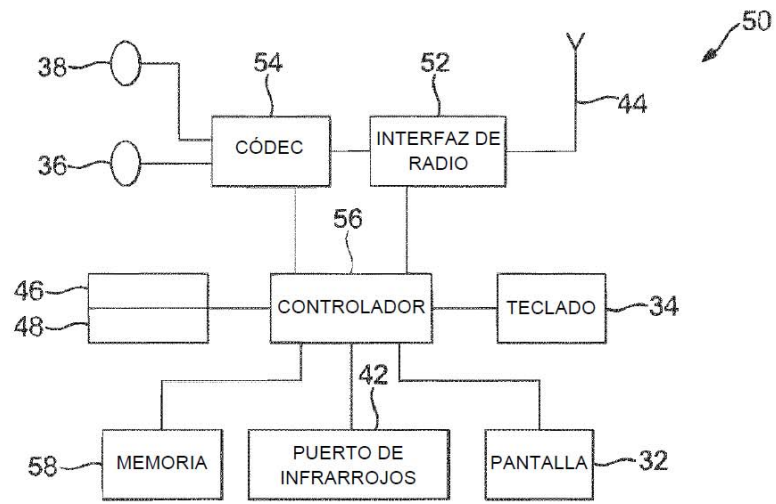 50
38
54
52
44
CÓDEC
INTERFAZ DE
RADIO
36
56
46
48
CONTROLADOR
TECLADO
34
42
58
MEMORIA
PUERTO DE
INFRARROJOS
PANTALLA
32